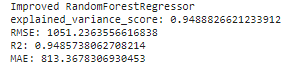 Improved RandomForestRegressor
explained_variance_score: 0.9488826621233912
RMSE: 1051.2363556616838
R2: 0.9485738062708214
MAE: 813.3678306930453